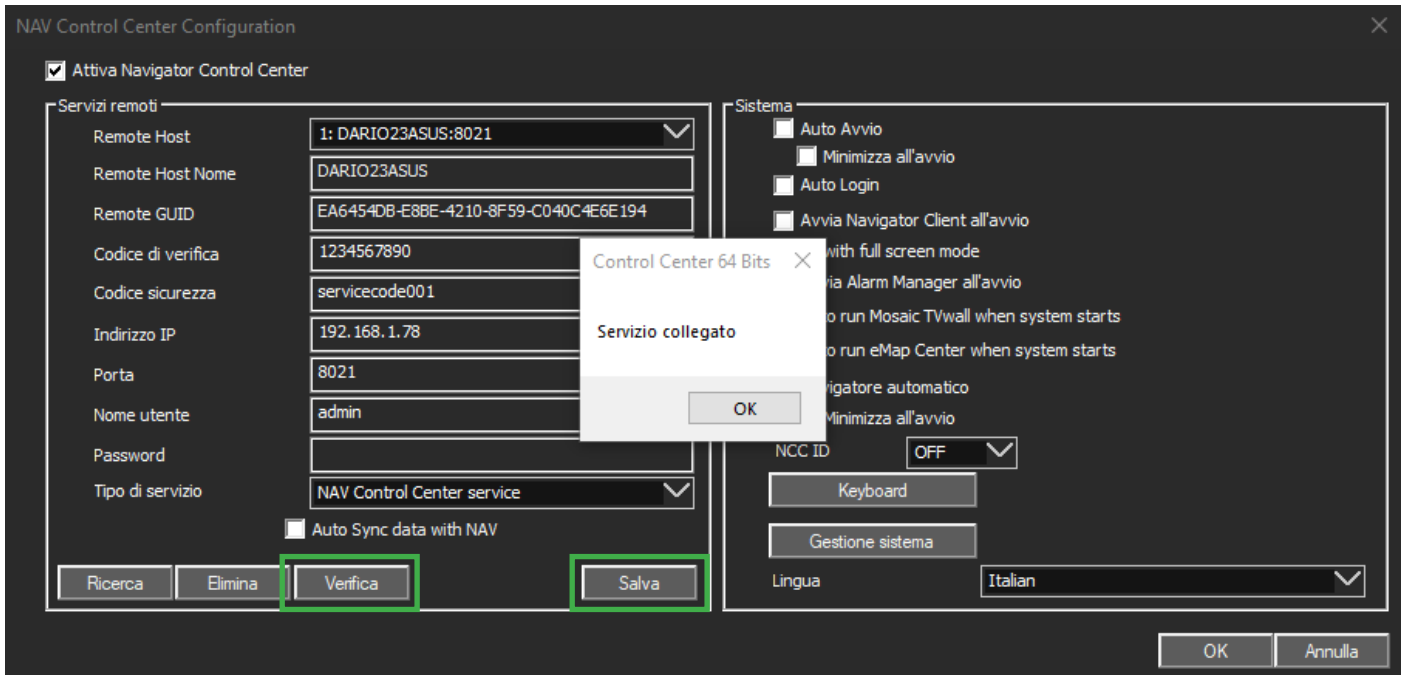 NAV Control Center Configuration
Attiva Navigator Control Center
Servizi remoti
Remote Host
1: DARIO23ASUS:8021
Remote Host Nome
DARIO23ASUS
Remote GUID
EA6454DB-E8BE-4210-8F59-C040C4E6E194
Codice di verifica
1234567890
Codice sicurezza
servicecode001
Indirizzo IP
192.168.1.78
Porta
8021
Nome utente
admin
Password
Tipo di servizio
NAV Control Center service
Auto Sync data with NAV
Ricerca
Elimina
Verifica
Salva
Control Center 64 Bits
Servizio collegato
OK
Sistema
Auto Avvio
Minimizza all'avvio
Auto Login
Avvia Navigator Client all'avvio
with full screen mode
Alarm Manager all'avvio
run Mosaic TVwall when system starts
run eMap Center when system starts
automatico
Minimizza all'avvio
NCC ID
OFF
Keyboard
Gestione sistema
Lingua
Italian
OK
Annulla